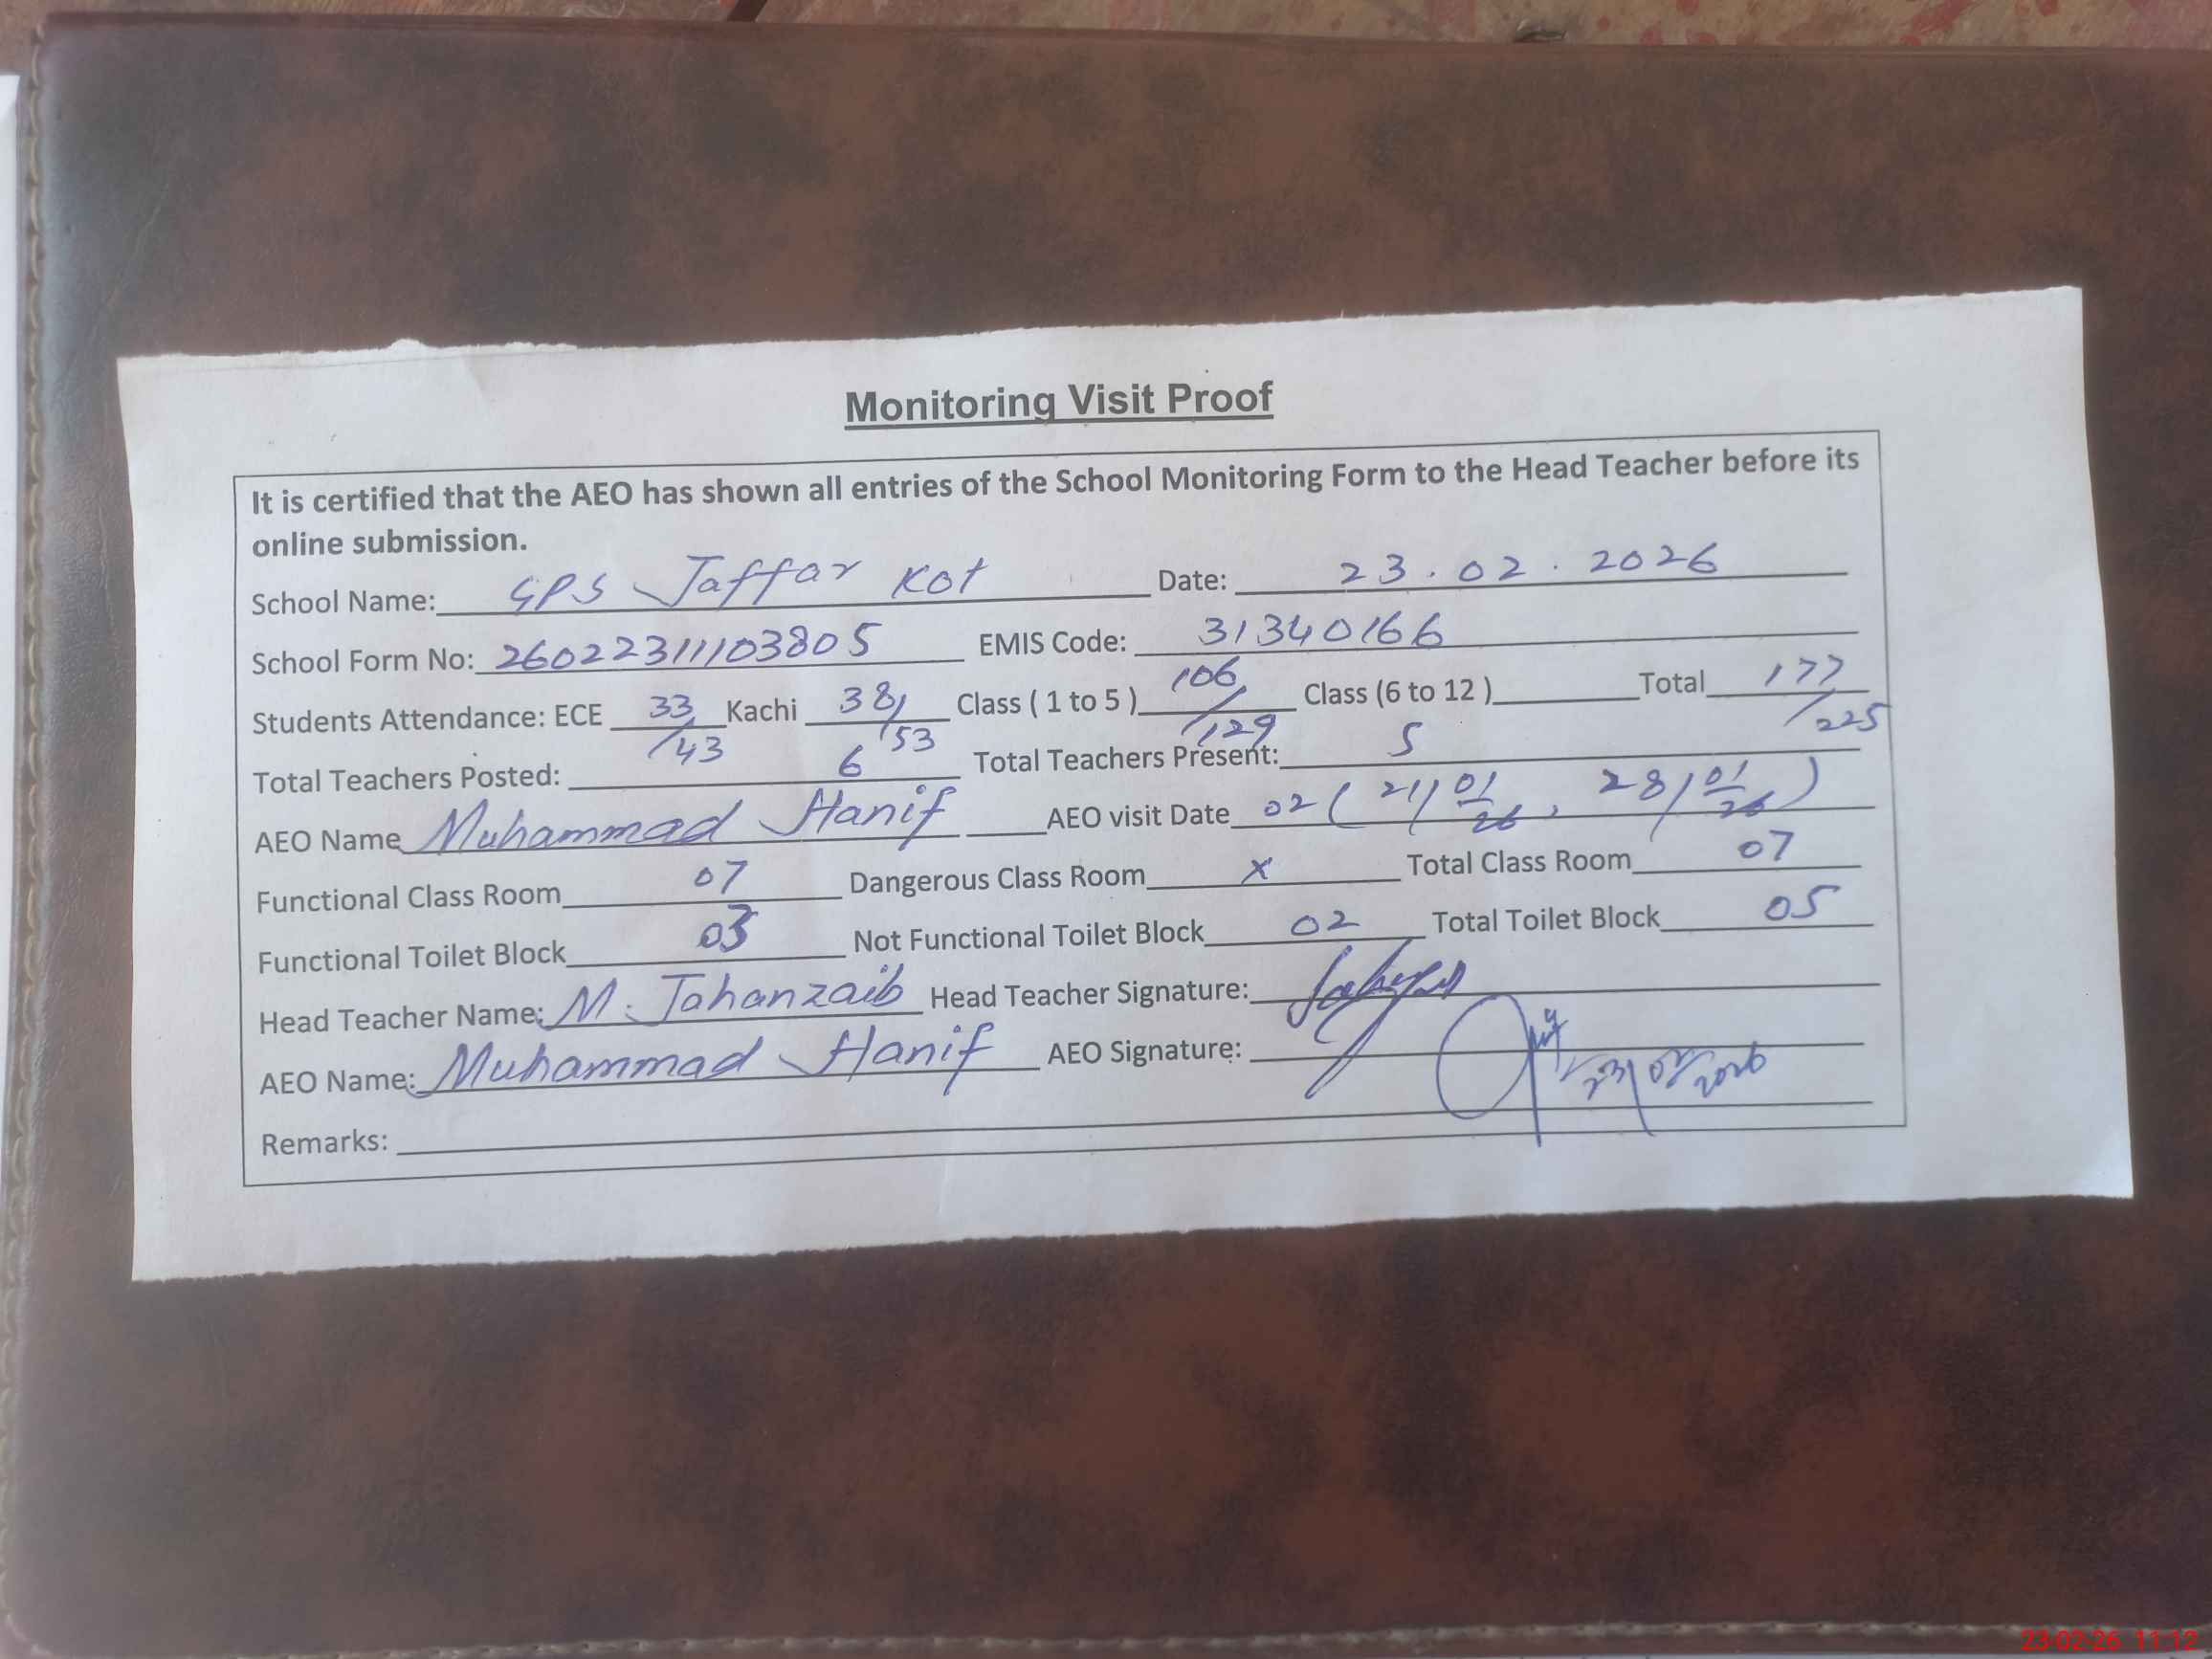 Monitoring Visit Proof
It is certified that the AEO has shown all entries of the School Monitoring Form to the Head Teacher before its
online submission.
School Name: GPS Jaffar Kot Date: 23.02.2026
School Form No: 260223111103805 EMIS Code: 31340166
Students Attendance: ECE 33/43 Kachi 38/53 Class ( 1 to 5 ) 106/129 Class (6 to 12 ) Total 177/225
Total Teachers Posted: 6 Total Teachers Present: 5
AEO Name Muhammad Hanif AEO visit Date 02 ( 21/01/26, 28/01/26 )
Functional Class Room 07 Dangerous Class Room x Total Class Room 07
Functional Toilet Block 03 Not Functional Toilet Block 02 Total Toilet Block 05
Head Teacher Name: M. Jahanzaib Head Teacher Signature:
AEO Name: Muhammad Hanif AEO Signature: 23/02/2026
Remarks:
23-02-26 11:12